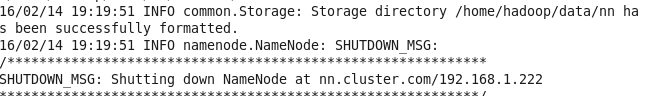 16/02/14 19:19:51 INFO common.Storage: Storage directory /home/hadoop/data/nn ha
s been successfully formatted.
16/02/14 19:19:51 INFO namenode.NameNode: SHUTDOWN_MSG:
/************************************************************
SHUTDOWN_MSG: Shutting down NameNode at nn.cluster.com/192.168.1.222
************************************************************/